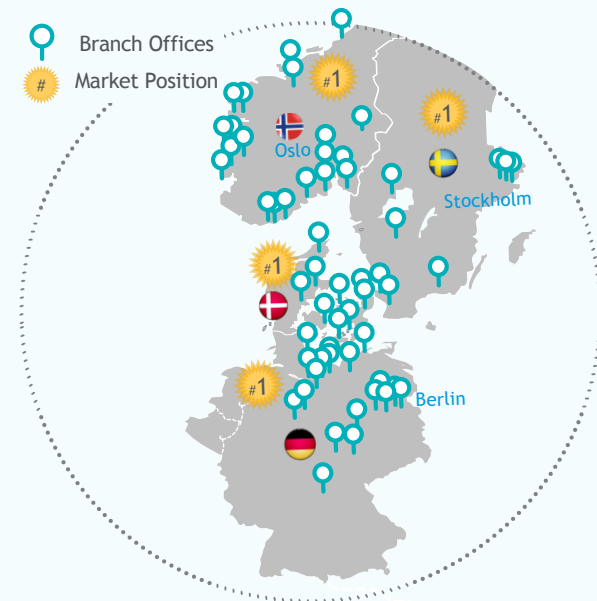 Branch Offices
# Market Position
#1
#1
Oslo
Stockholm
#1
#1
Berlin